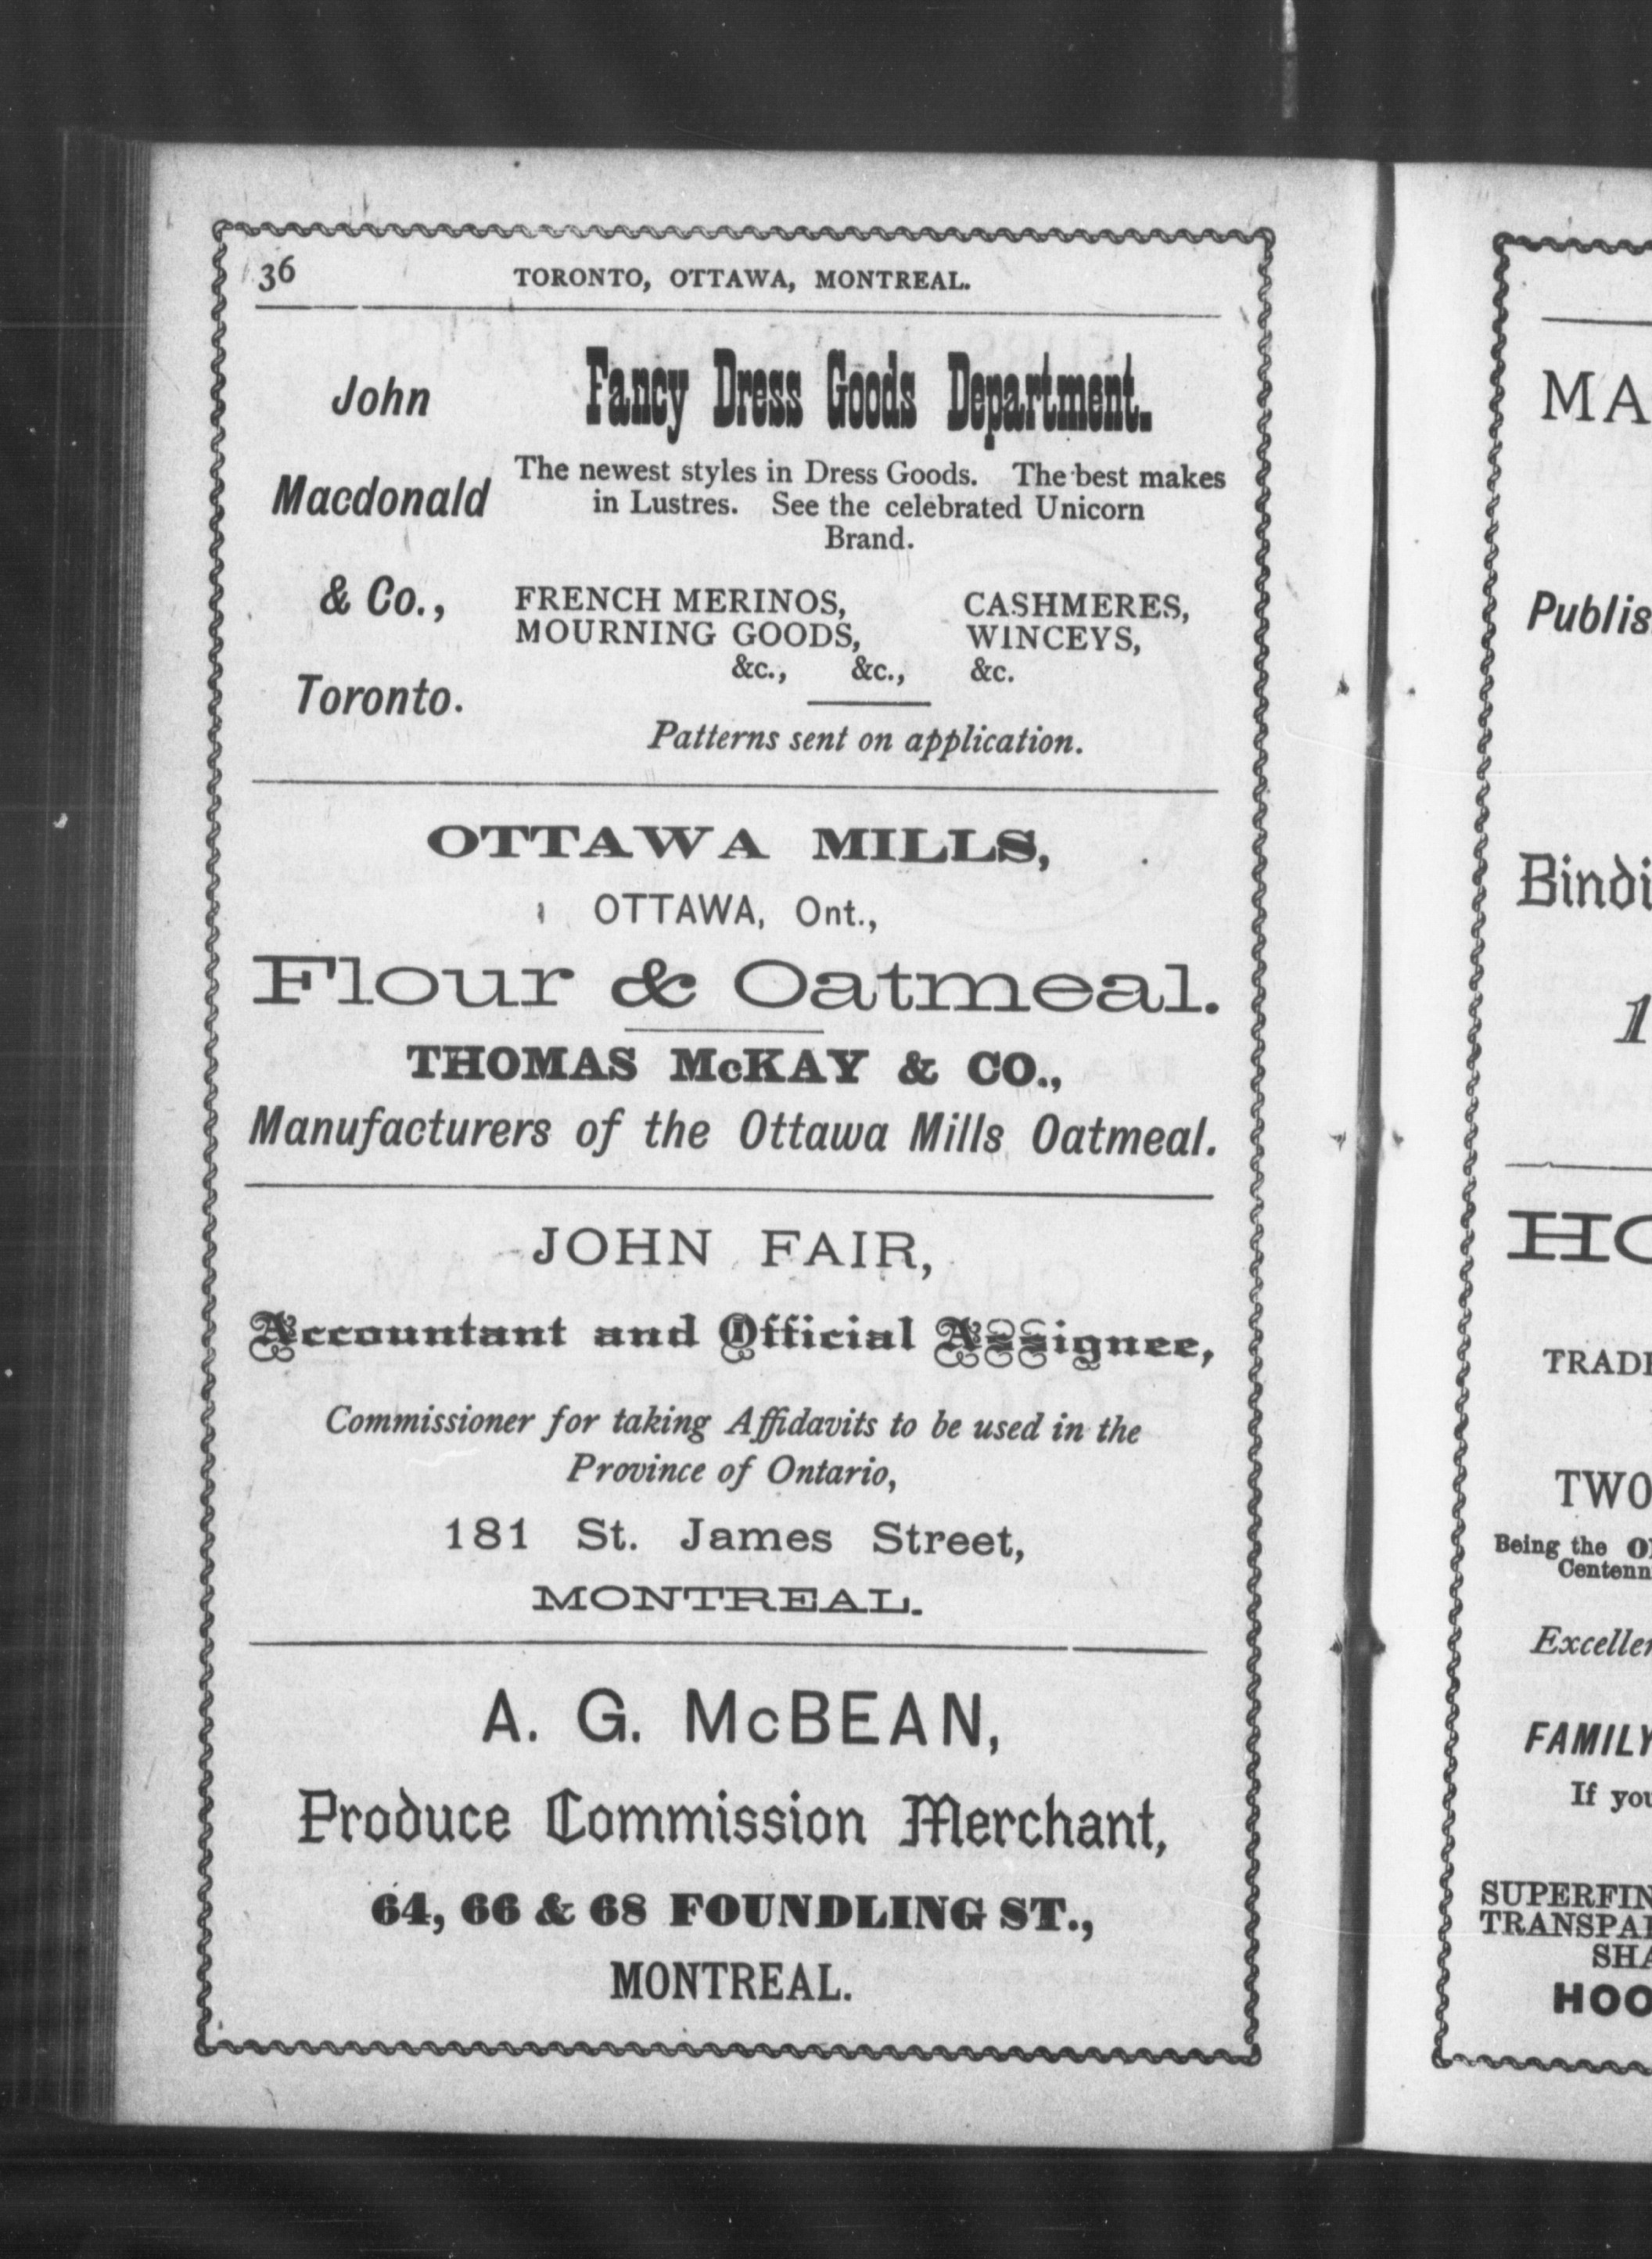 36 TORONTO, OTTAWA, MONTREAL.
John
Macdonald
& Co.,
Toronto.
Fancy Dress Goods Department.
The newest styles in Dress Goods. The best makes
in Lustres. See the celebrated Unicorn
Brand.
FRENCH MERINOS, CASHMERES,
MOURNING GOODS, WINCEYS,
&c., &c., &c.
Patterns sent on application.
OTTAWA MILLS,
OTTAWA, Ont.,
Flour & Oatmeal.
THOMAS McKAY & CO.,
Manufacturers of the Ottawa Mills Oatmeal.
JOHN FAIR,
Accountant and Official Assignee,
Commissioner for taking Affidavits to be used in the
Province of Ontario,
181 St. James Street,
MONTREAL.
A. G. McBEAN,
Produce Commission Merchant,
64, 66 & 68 FOUNDLING ST.,
MONTREAL.
MA
Publis
Bindi
1
HO
TRADE
TWO
Being the
Centenn
Excellen
FAMILY
If you
SUPERFIN
TRANSPA
SHA
HOO